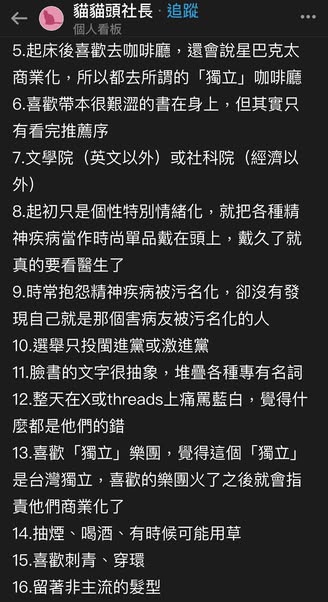 貓貓頭社長・追蹤
個人看板
5.起床後喜歡去咖啡廳，還會說星巴克太
商業化，所以都去所謂的「獨立」咖啡廳
6.喜歡帶本很艱澀的書在身上，但其實只
有看完推薦序
7.文學院（英文以外）或社科院（經濟以
外）
8.起初只是個性特別情緒化，就把各種精
神疾病當作時尚單品戴在頭上，戴久了就
真的要看醫生了
9.時常抱怨精神疾病被污名化，卻沒有發
現自己就是那個害病友被污名化的人
10.選舉只投閩進黨或激進黨
11.臉書的文字很抽象，堆疊各種專有名詞
12.整天在X或threads上痛罵藍白，覺得什
麼都是他們的錯
13.喜歡「獨立」樂團，覺得這個「獨立」
是台灣獨立，喜歡的樂團火了之後就會指
責他們商業化了
14.抽煙、喝酒、有時候可能用草
15.喜歡刺青、穿環
16.留著非主流的髮型